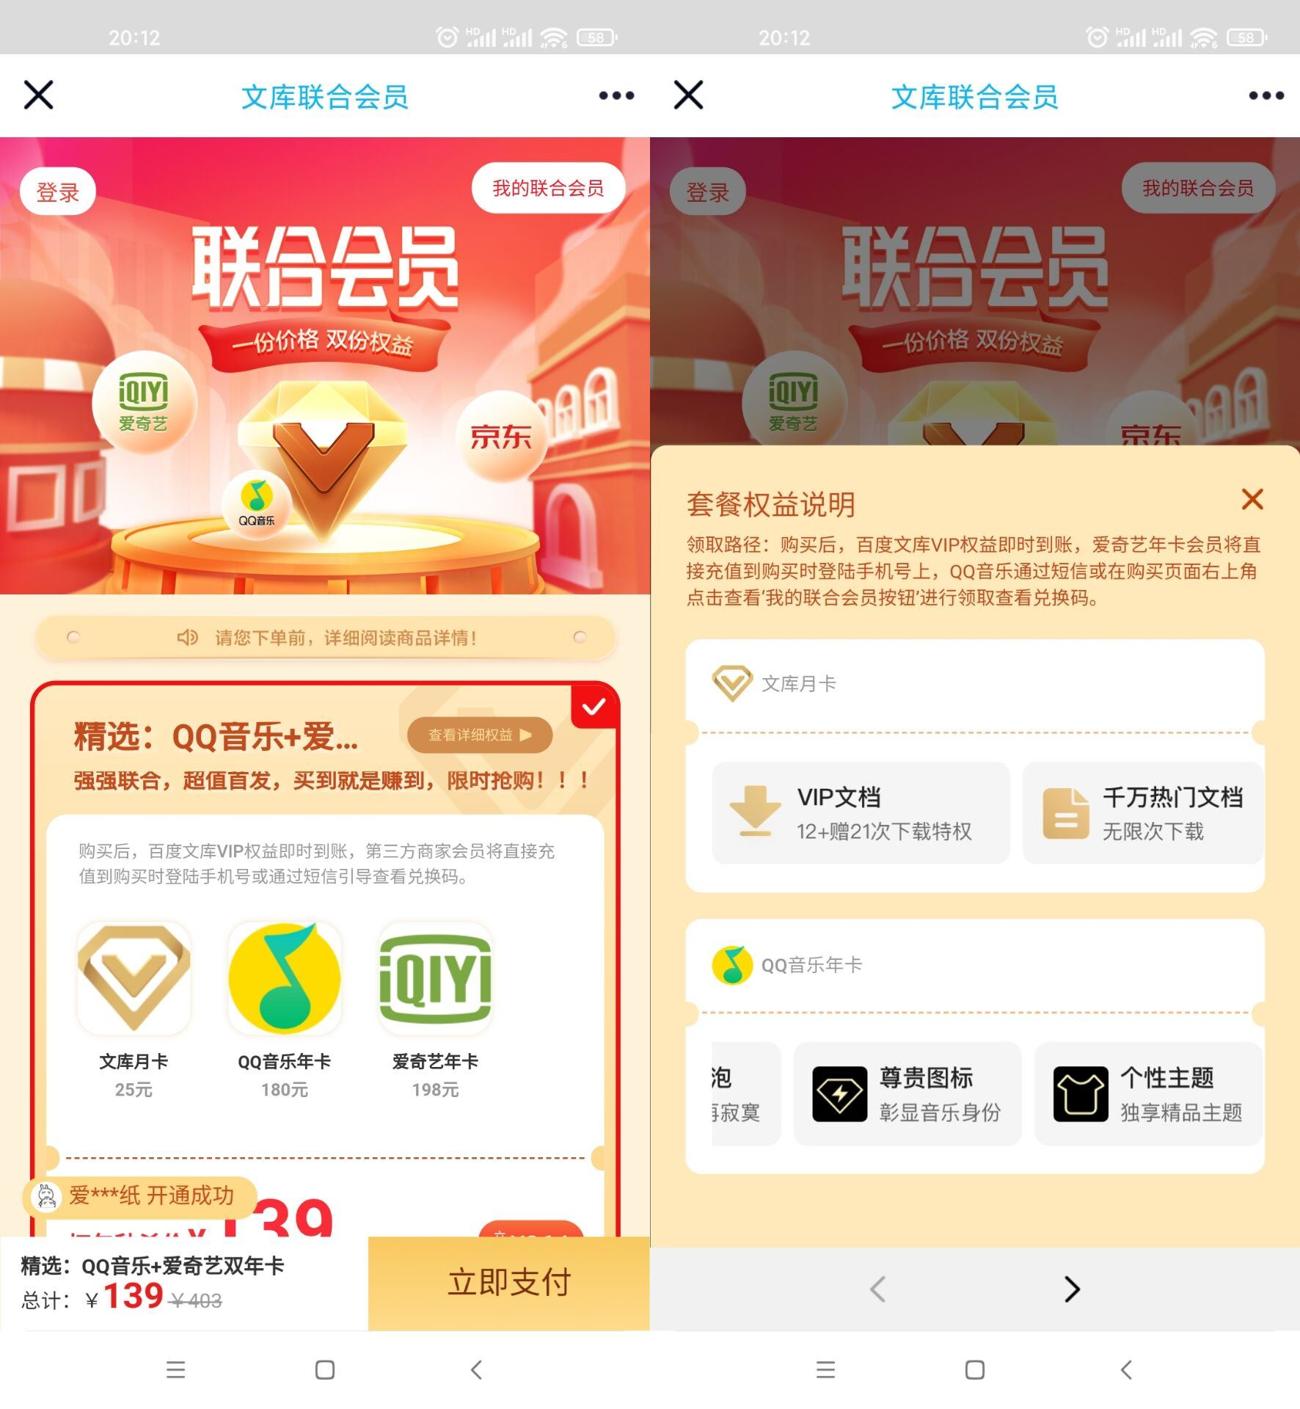 20:12
HD HD 6 58
文库联合会员
登录
我的联合会员
联合会员
一份价格 双份权益
iQIYI
爱奇艺
京东
QQ音乐
请您下单前，详细阅读商品详情！
精选：QQ音乐+爱...
查看详细权益
强强联合，超值首发，买到就是赚到，限时抢购！！！
购买后，百度文库VIP权益即时到账，第三方商家会员将直接充
值到购买时登陆手机号或通过短信引导查看兑换码。
iQIYI
文库月卡
QQ音乐年卡
爱奇艺年卡
25元
180元
198元
爱***纸 开通成功
139
精选：QQ音乐+爱奇艺双年卡
总计：￥139 ￥403
立即支付
20:12
HD HD 6 58
文库联合会员
登录
我的联合会员
联合会员
一份价格 双份权益
iQIYI
爱奇艺
京东
套餐权益说明
领取路径：购买后，百度文库VIP权益即时到账，爱奇艺年卡会员将直
接充值到购买时登陆手机号上，QQ音乐通过短信或在购买页面右上角
点击查看‘我的联合会员按钮’进行领取查看兑换码。
文库月卡
VIP文档
12+赠21次下载特权
千万热门文档
无限次下载
QQ音乐年卡
泡
再寂寞
尊贵图标
彰显音乐身份
个性主题
独享精品主题